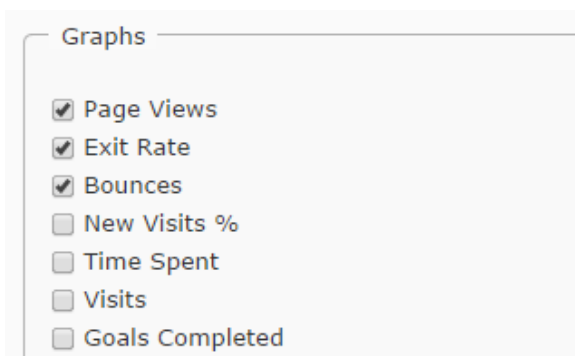 Graphs
Page Views
Exit Rate
Bounces
New Visits %
Time Spent
Visits
Goals Completed